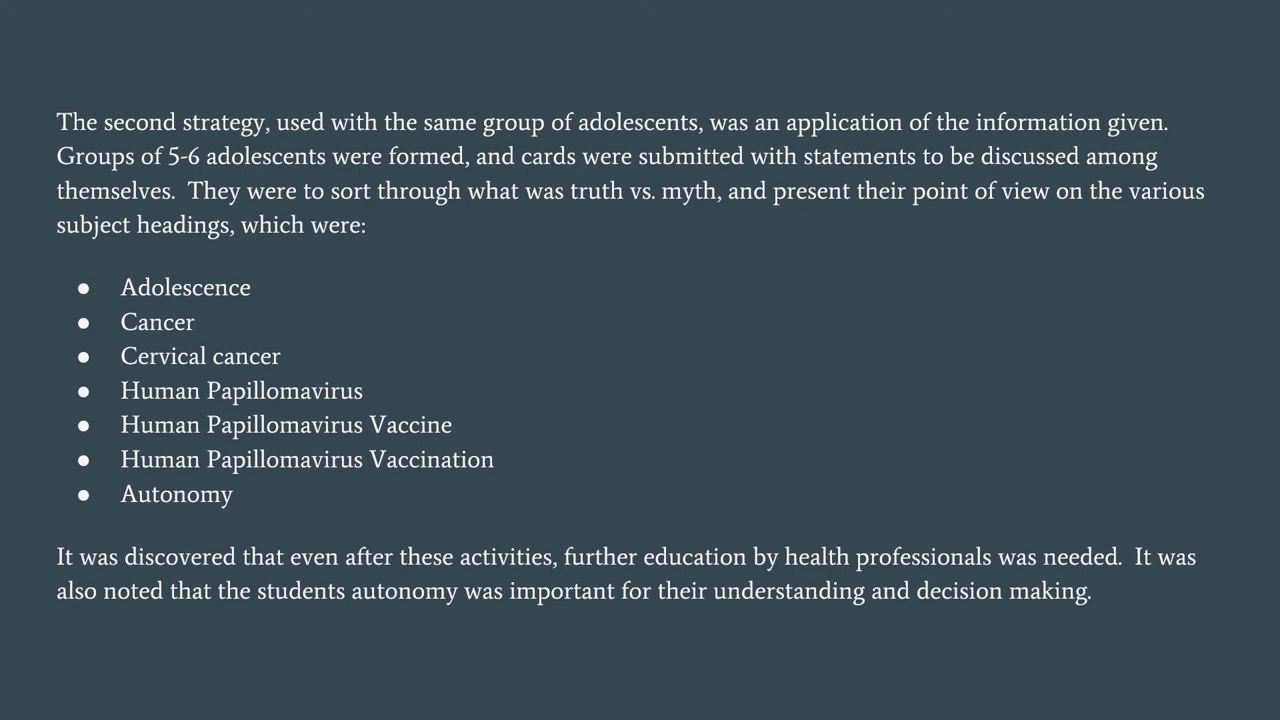 The second strategy, used with the same group of adolescents, was an application of the information given.
Groups of 5-6 adolescents were formed, and cards were submitted with statements to be discussed among
themselves.  They were to sort through what was truth vs. myth, and present their point of view on the various
subject headings, which were:
● Adolescence
● Cancer
● Cervical cancer
● Human Papillomavirus
● Human Papillomavirus Vaccine
● Human Papillomavirus Vaccination
● Autonomy
It was discovered that even after these activities, further education by health professionals was needed.  It was
also noted that the students autonomy was important for their understanding and decision making.